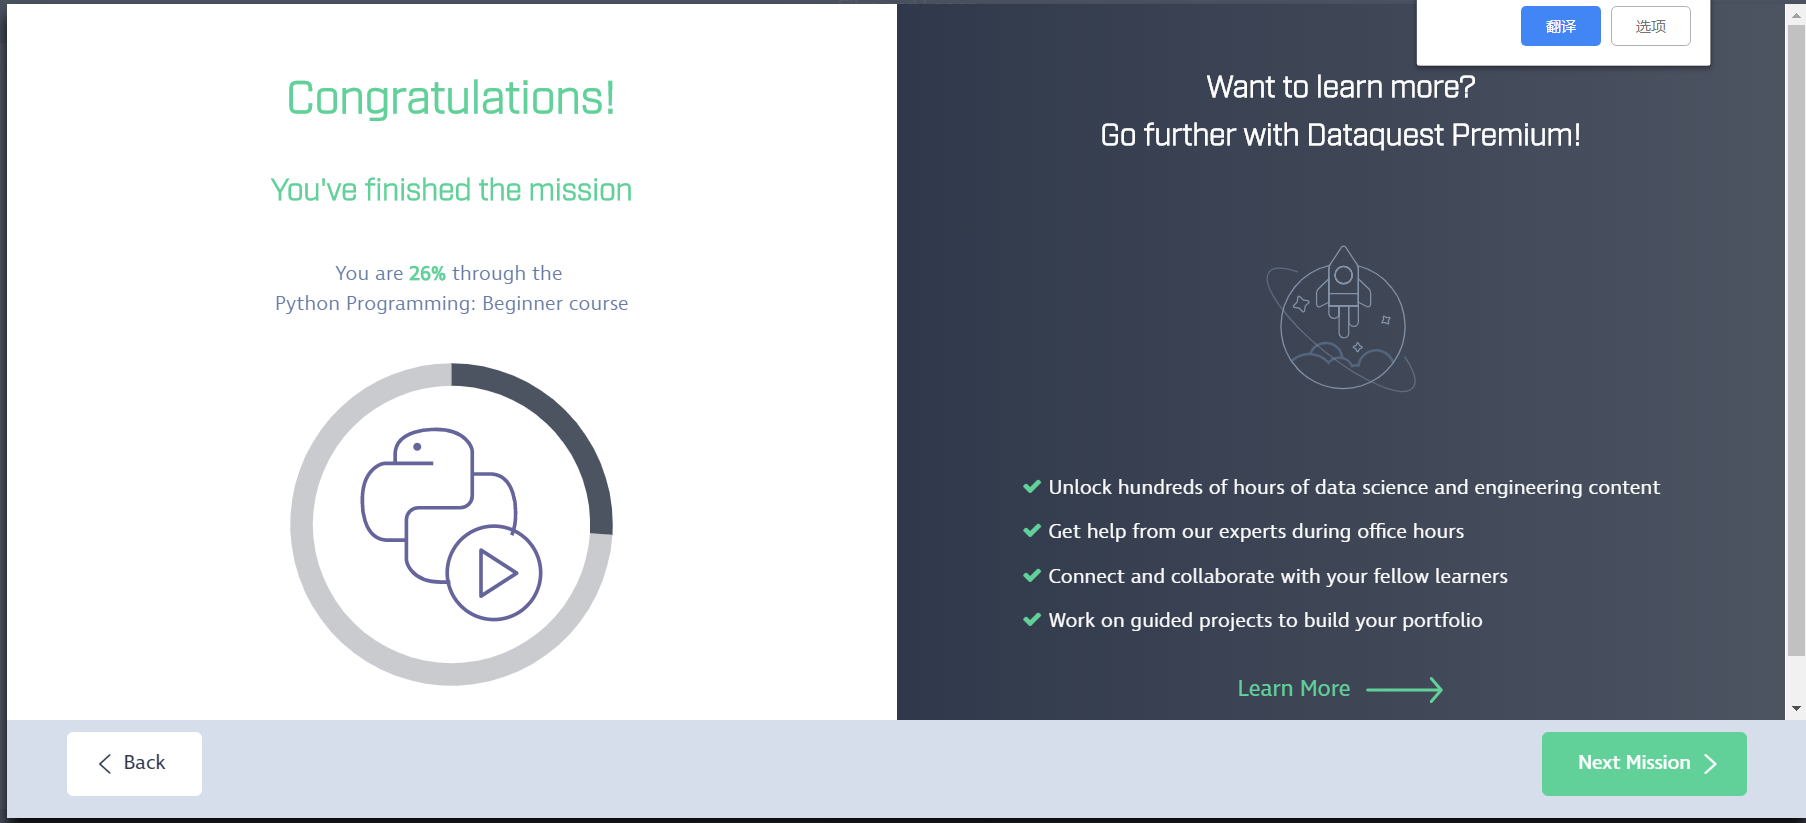 Congratulations!
You've finished the mission
You are 26% through the
Python Programming: Beginner course
翻译
选项
Want to learn more?
Go further with Dataquest Premium!
Unlock hundreds of hours of data science and engineering content
Get help from our experts during office hours
Connect and collaborate with your fellow learners
Work on guided projects to build your portfolio
Learn More
Back
Next Mission